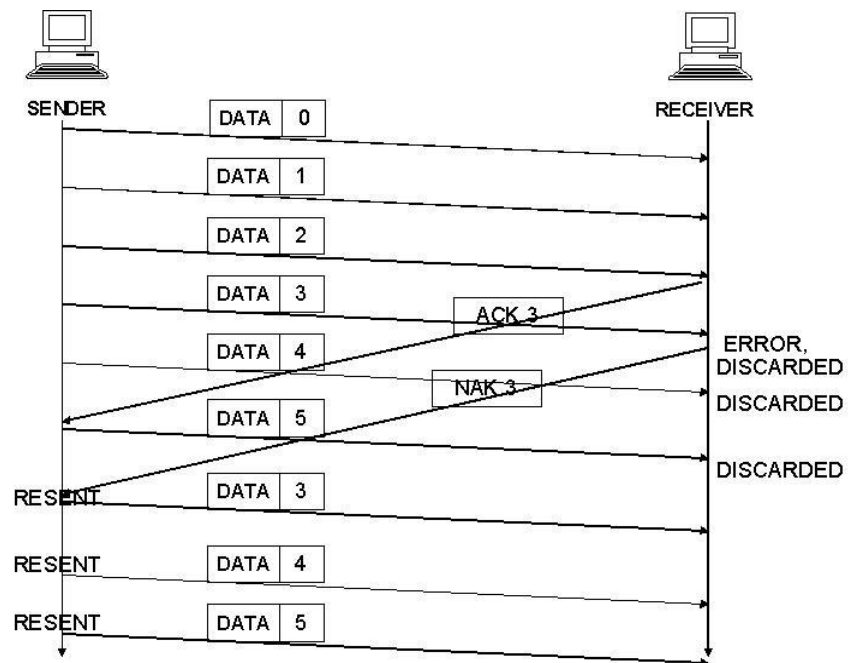 SENDER
RECEIVER
DATA 0
DATA 1
DATA 2
DATA 3
ACK 3
ERROR,
DISCARDED
DATA 4
NAK 3
DISCARDED
DATA 5
DISCARDED
RESENT
DATA 3
RESENT
DATA 4
RESENT
DATA 5